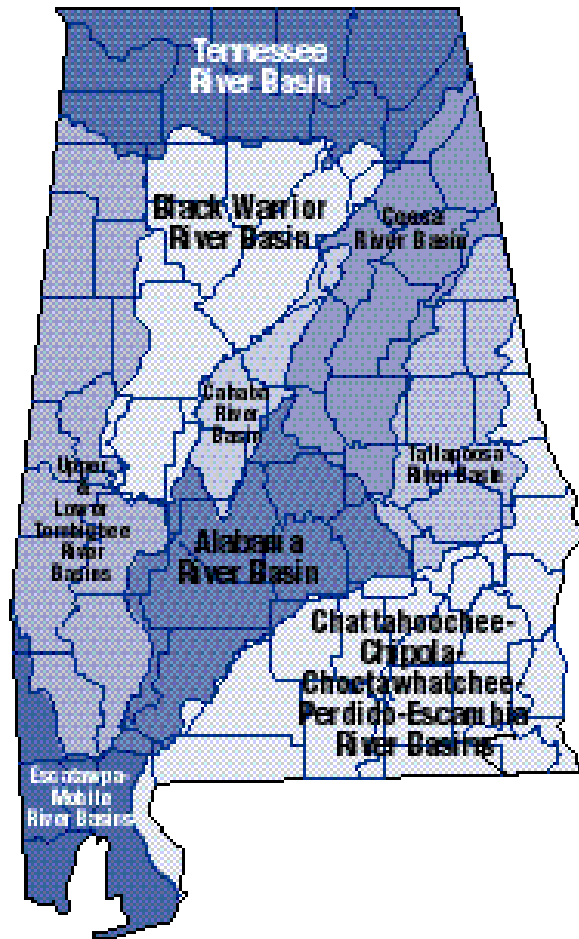 Tennessee
River Basin
Black Warrior
River Basin
Coosa
River Basin
Cahaba
River
Basin
Tallapoosa
River Basin
Upper
&
Lower
Tombigbee
River
Basins
Alabama
River Basin
Chattahoochee-
Chipola-
Choctawhatchee-
Perdido-Escambia
River Basins
Escatawpa-
Mobile
River Basins